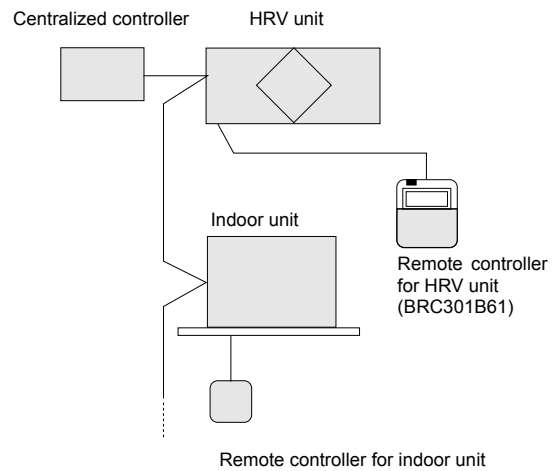 Centralized controller
HRV unit
Indoor unit
Remote controller
for HRV unit
(BRC301B61)
Remote controller for indoor unit